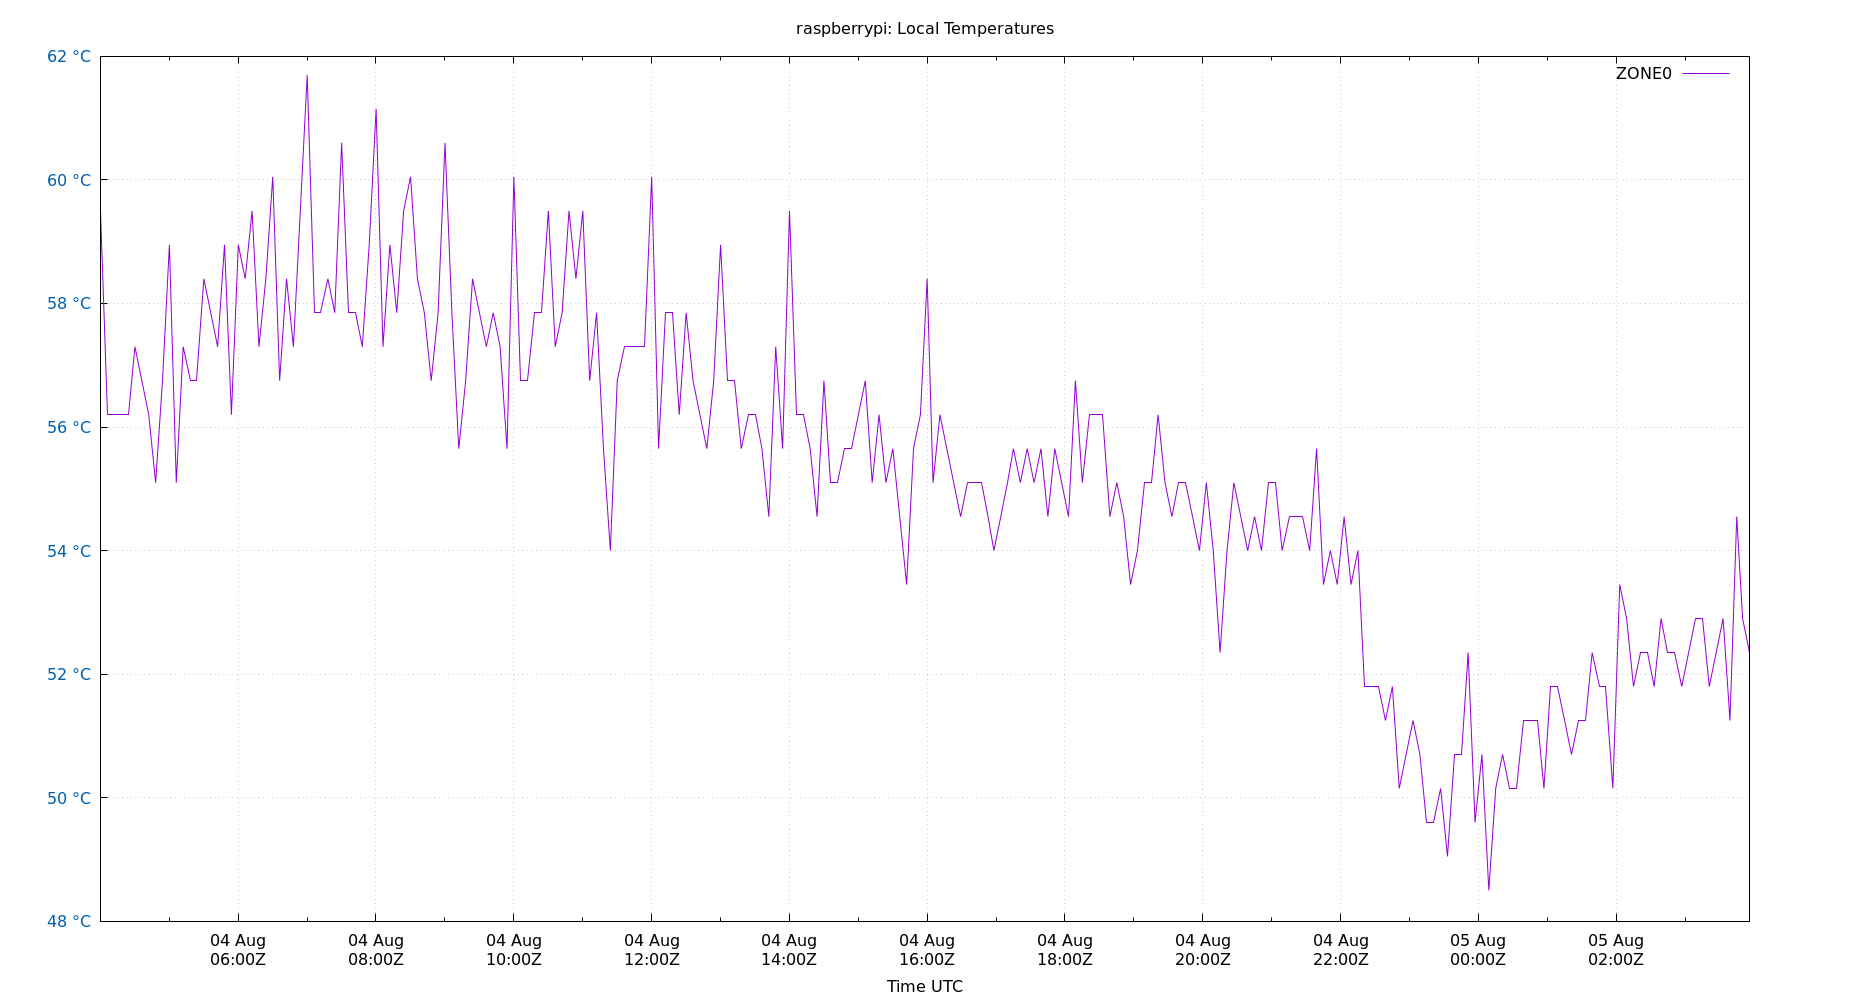 raspberrypi: Local Temperatures
62 °C
60 °C
58 °C
56 °C
54 °C
52 °C
50 °C
48 °C
ZONE0
04 Aug
06:00Z
04 Aug
08:00Z
04 Aug
10:00Z
04 Aug
12:00Z
04 Aug
14:00Z
04 Aug
16:00Z
04 Aug
18:00Z
04 Aug
20:00Z
04 Aug
22:00Z
05 Aug
00:00Z
05 Aug
02:00Z
Time UTC